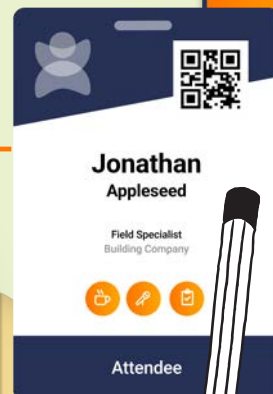 Jonathan
Appleseed
Field Specialist
Building Company
Attendee